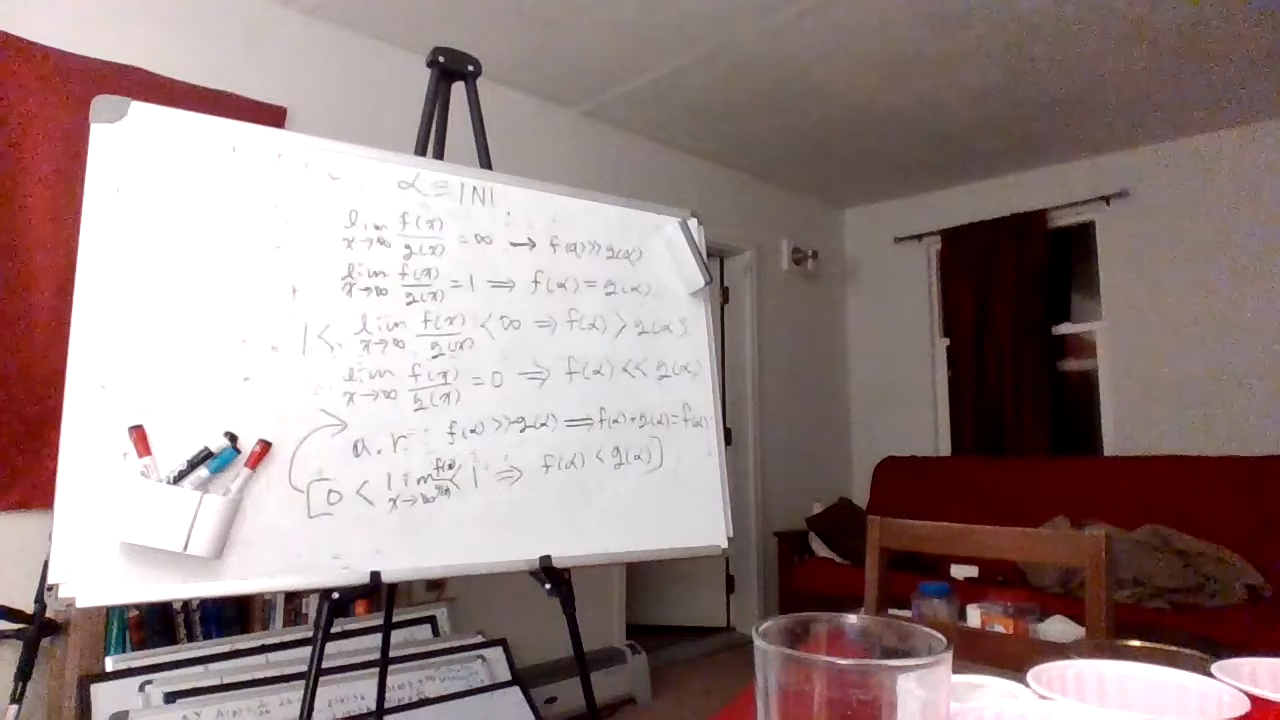 α = |ℕ|
lim x→∞ f(x)/g(x) = ∞ → f(α) >>> g(α)
lim x→∞ f(x)/g(x) = 1 ⇒ f(α) = g(α)
1 < lim x→∞ f(x)/g(x) < ∞ ⇒ f(α) > g(α)
lim x→∞ f(x)/g(x) = 0 ⇒ f(α) << g(α)
a.r. : f(α) >> g(α) ⇒ f(α) + g(α) = f(α)
[0 < lim x→∞ f(x)/g(x) < 1 ⇒ f(α) < g(α)]